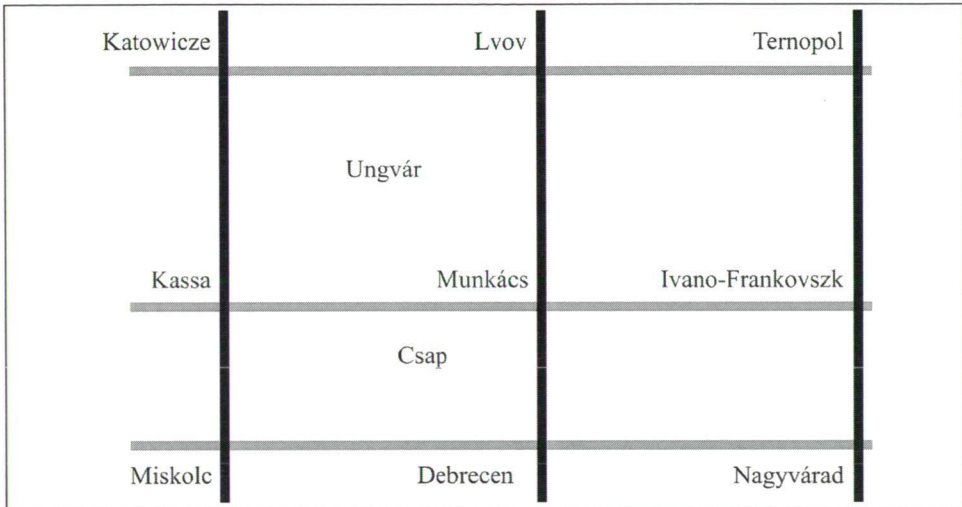 Katowicze Lvov Ternopol
Ungvár
Kassa Munkács Ivano-Frankovszk
Csap
Miskolc Debrecen Nagyvárad